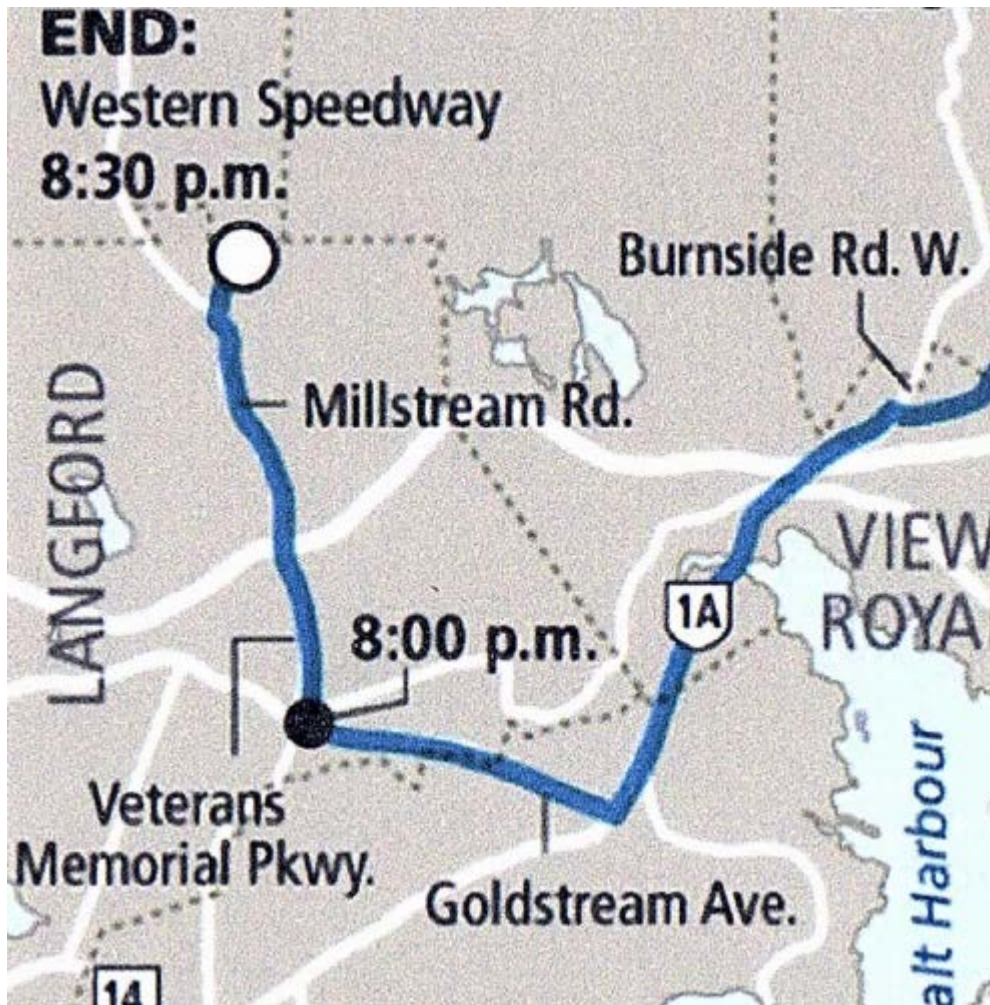 END:
Western Speedway
8:30 p.m.
Burnside Rd. W.
Millstream Rd.
LANGFORD
VIEW
ROYA
1A
8:00 p.m.
Veterans
Memorial Pkwy.
Goldstream Ave.
alt Harbour
14